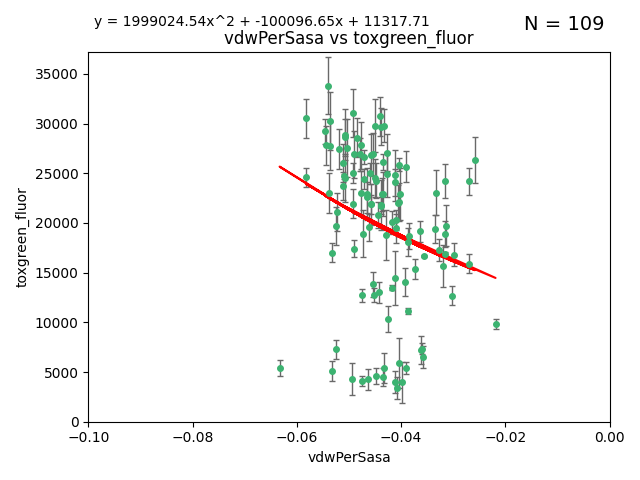 y = 1999024.54x^2 + -100096.65x + 11317.71
N = 109
vdwPerSasa vs toxgreen_fluor
35000
30000
25000
20000
15000
10000
5000
0
toxgreen_fluor
−0.10
−0.08
−0.06
−0.04
−0.02
0.00
vdwPerSasa